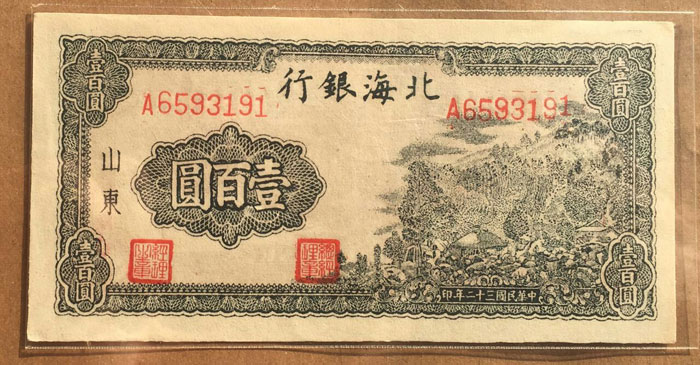 行銀海北
A6593191
A6593191
壹百圓
壹百圓
山東
圓百壹
壹百圓
壹百圓
印年二十三國民華中